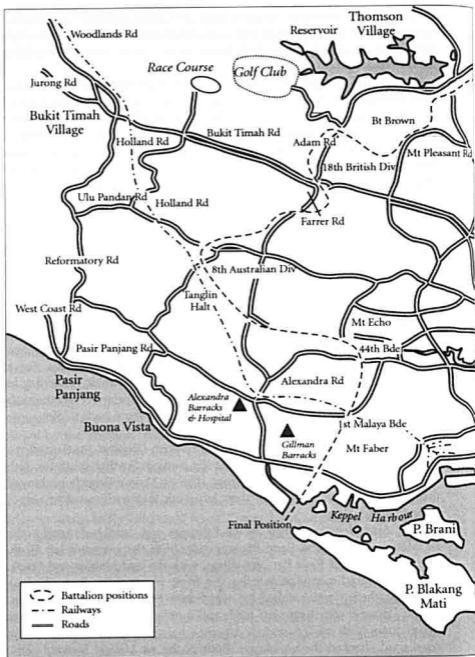 Thomson
Village
Reservoir
Woodlands Rd
Race Course
Golf Club
Jurong Rd
Bukit Timah
Village
Bt Brown
Holland Rd
Bukit Timah Rd
Adam Rd
Mt Pleasant Rd
18th British Div
Ulu Pandan Rd
Holland Rd
Farrer Rd
Reformatory Rd
8th Australian Div
Tanglin
Halt
West Coast Rd
Mt Echo
Pasir Panjang Rd
44th Bde
Pasir
Panjang
Alexandra Rd
Alexandra
Barracks
& Hospital
Buona Vista
1st Malaya Bde
Gillman
Barracks
Mt Faber
Final Position
Keppel Harbour
P. Brani
P. Blakang
Mati
Battalion positions
Railways
Roads